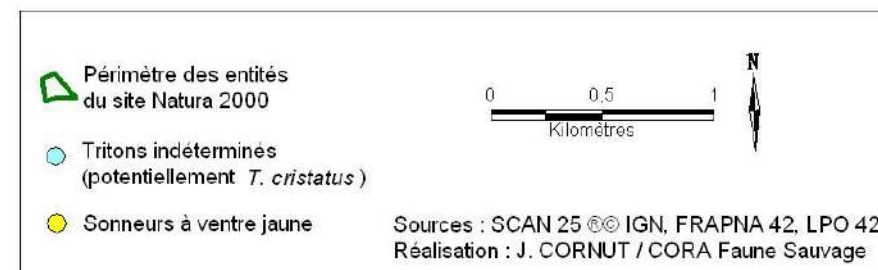 Périmètre des entités
du site Natura 2000
Tritons indéterminés
(potentiellement T. cristatus )
Sonneurs à ventre jaune
0 0,5 1
Kilomètres
N
Sources : SCAN 25 ®© IGN, FRAPNA 42, LPO 42
Réalisation : J. CORNUT / CORA Faune Sauvage